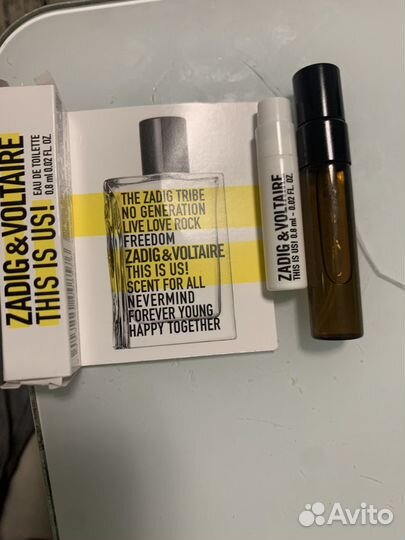 ZADIG&VOLTAIRE
THIS IS US!
EAU DE TOILETTE
0.8 ml 0.02 FL. OZ.
THE ZADIG TRIBE
NO GENERATION
LIVE LOVE ROCK
FREEDOM
ZADIG&VOLTAIRE
THIS IS US!
SCENT FOR ALL
NEVERMIND
FOREVER YOUNG
HAPPY TOGETHER
ZADIG&VOLTAIRE
THIS IS US! 0.8 ml - 0.02 FL. OZ.
Avito